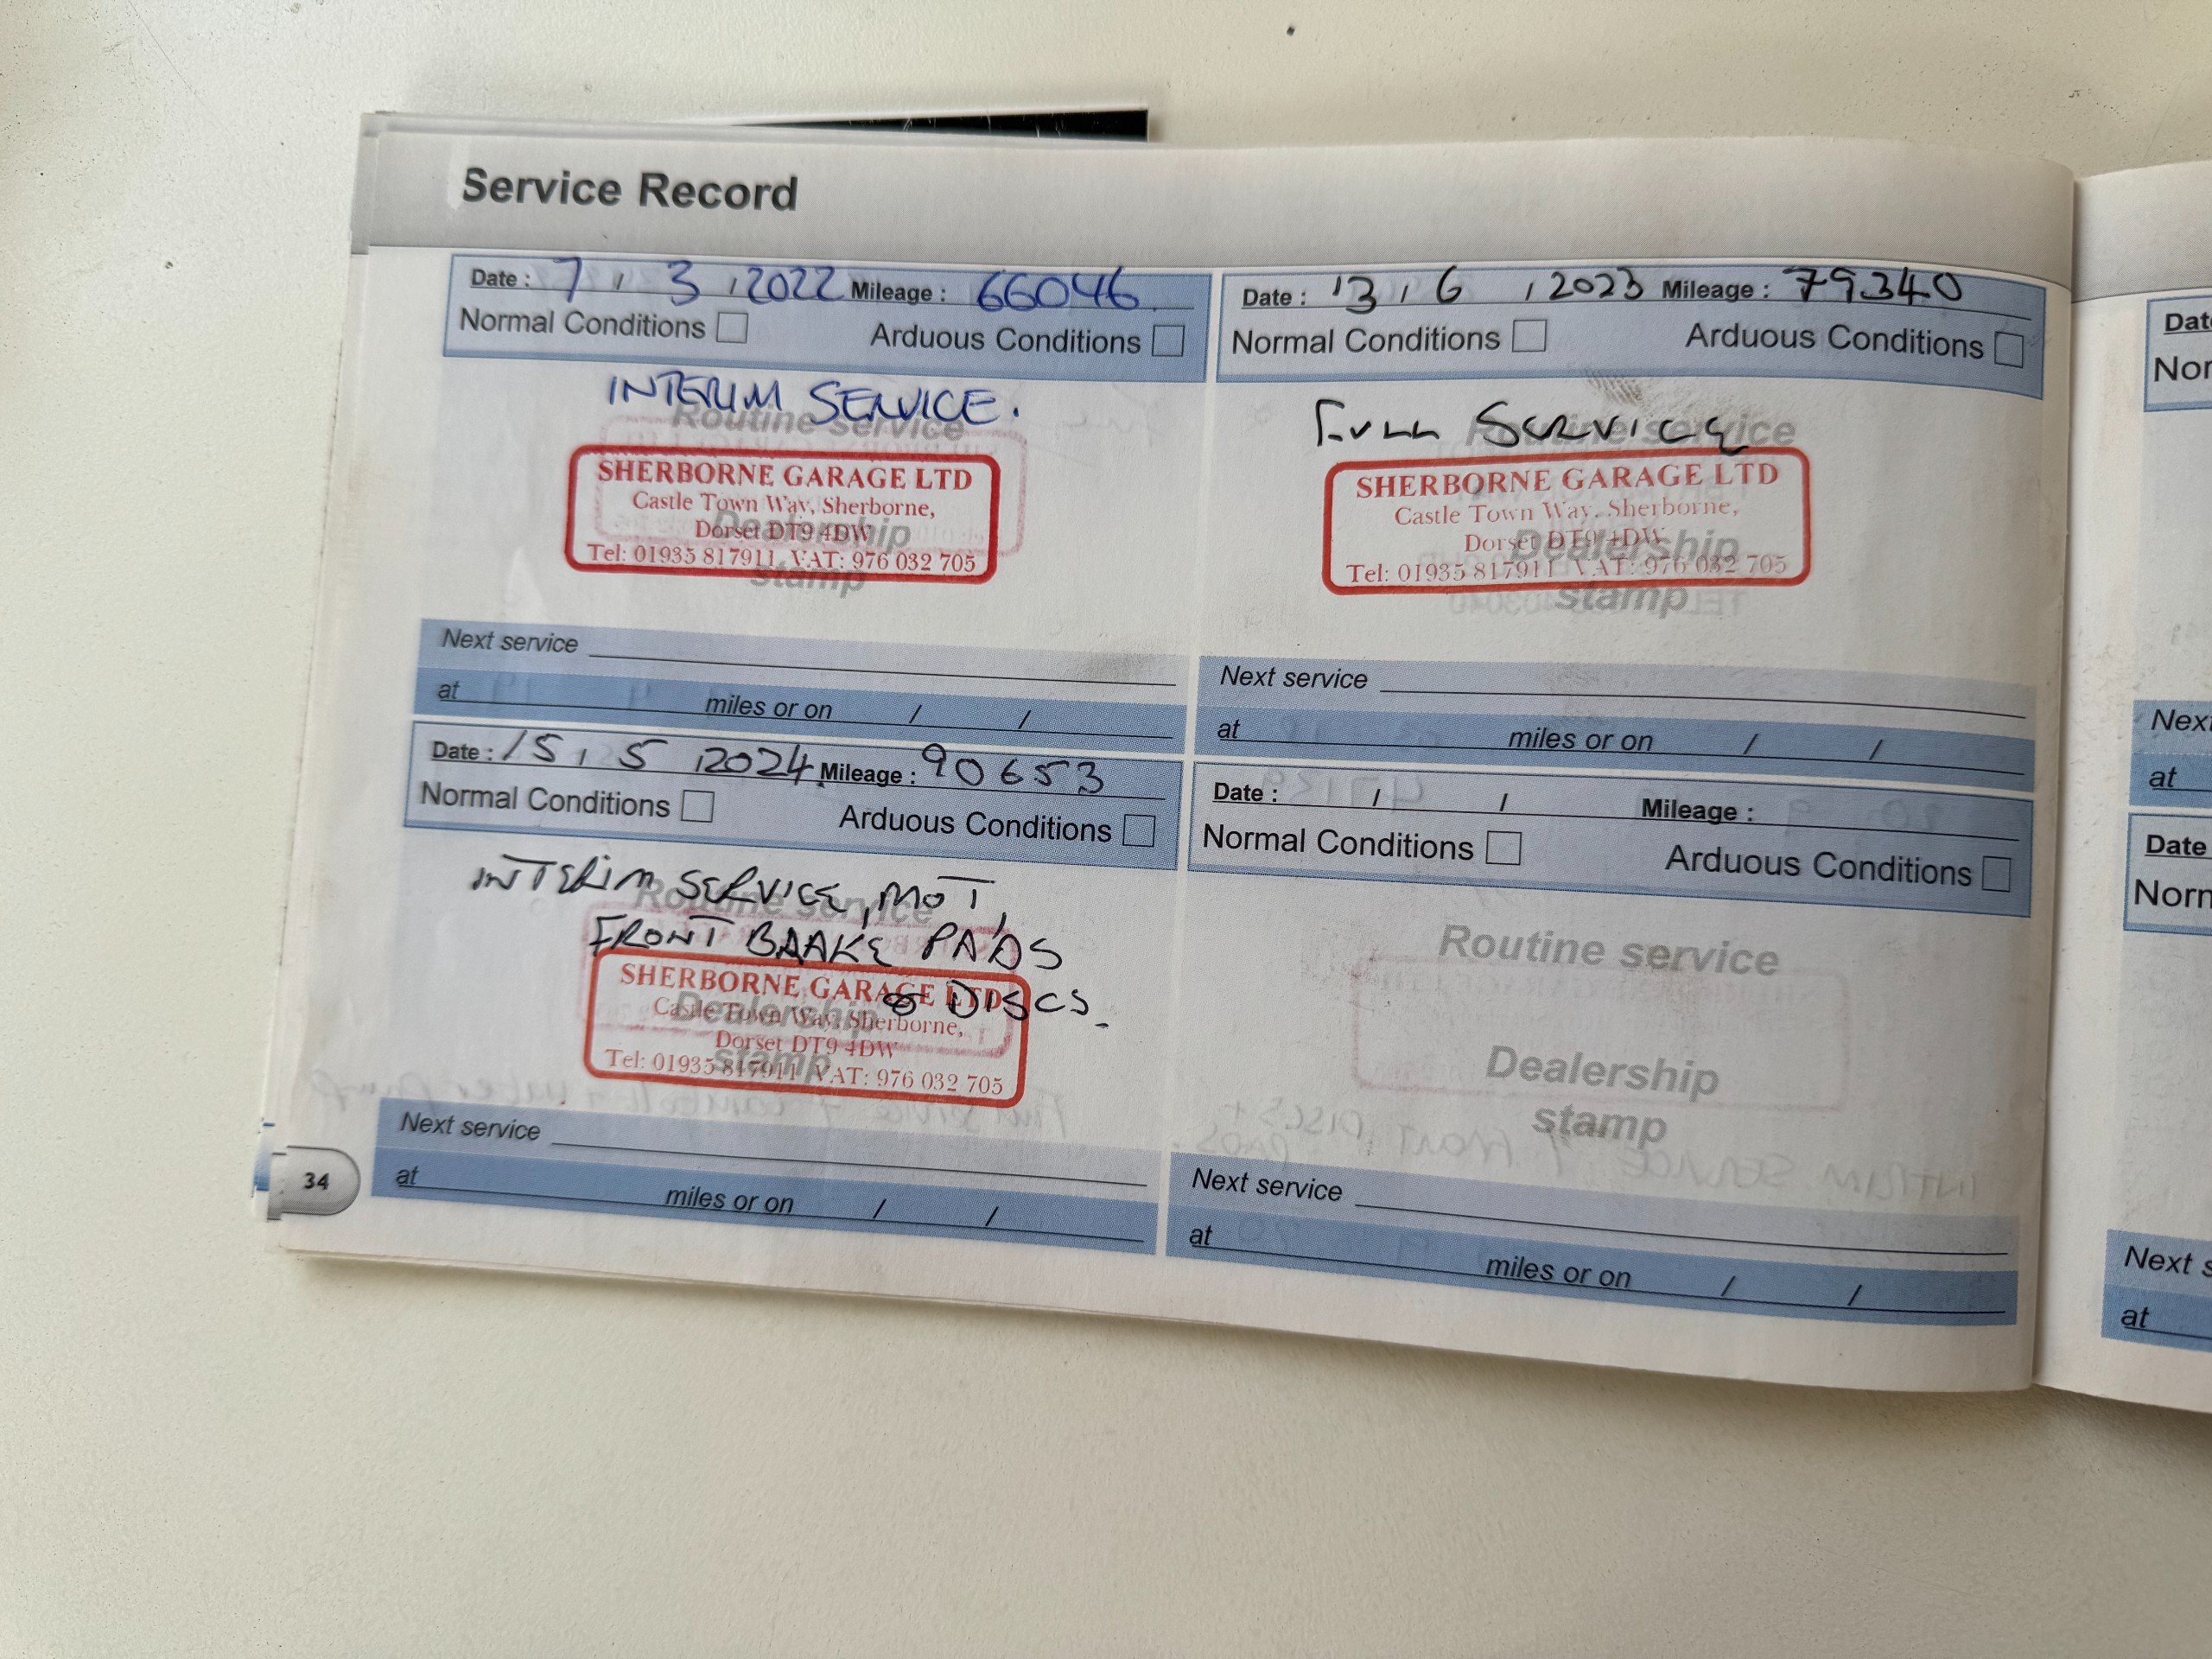 Service Record
Date : 7 / 3 / 2022 Mileage : 66046
Normal Conditions Arduous Conditions
INTERIM SERVICE.
Routine service
SHERBORNE GARAGE LTD
Castle Town Way, Sherborne,
Dorset DT9 4DW
Tel: 01935 817911 VAT: 976 032 705
Dealership
stamp
Next service
at miles or on / /
Date : 13 / 6 / 2023 Mileage : 79340
Normal Conditions Arduous Conditions
FULL SERVICE
Routine service
SHERBORNE GARAGE LTD
Castle Town Way, Sherborne,
Dorset DT9 4DW
Tel: 01935 817911 VAT: 976 032 705
Dealership
stamp
Next service
at miles or on / /
Date : 15 / 5 / 2024 Mileage : 90653
Normal Conditions Arduous Conditions
INTERIM SERVICE, MOT,
FRONT BRAKE PADS
& DISCS.
Routine service
SHERBORNE GARAGE LTD
Castle Town Way, Sherborne,
Dorset DT9 4DW
Tel: 01935 817911 VAT: 976 032 705
Dealership
stamp
Next service
at miles or on / /
Date : / / Mileage :
Normal Conditions Arduous Conditions
Routine service
Dealership
stamp
Next service
at miles or on / /
34
Next
at
Date
Next
at